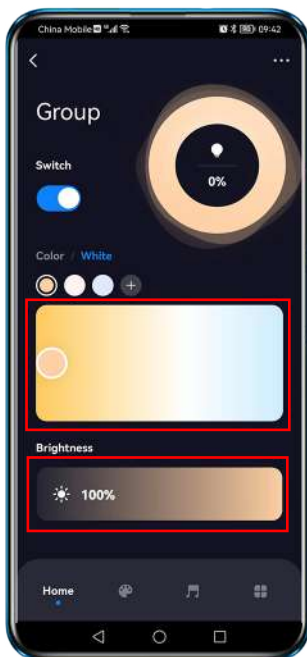 China Mobile 09:42
Group
Switch
0%
Color / White
Brightness
100%
Home